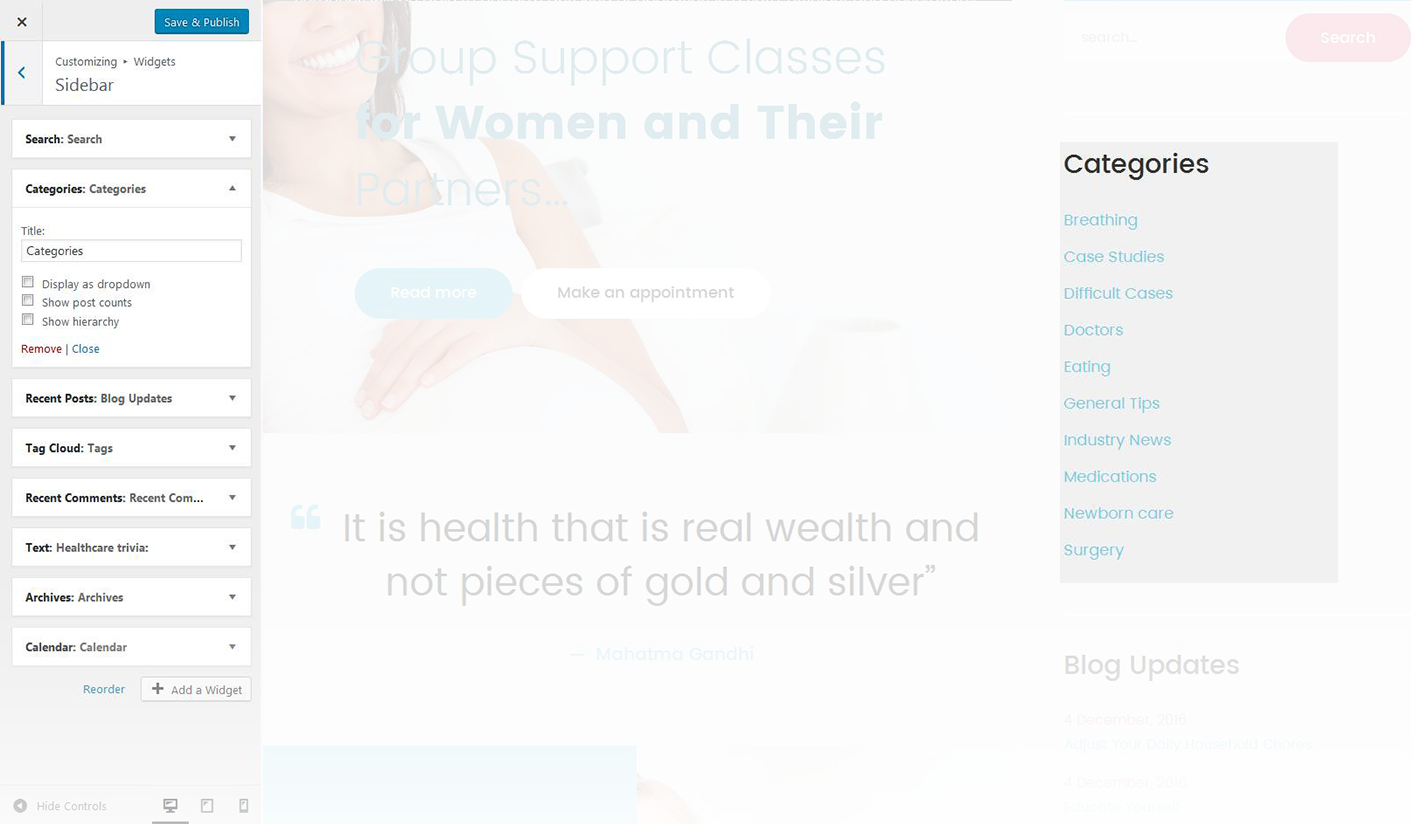 Save & Publish
Customizing ▸ Widgets
Sidebar
Search: Search
Categories: Categories
Title:
Categories
Display as dropdown
Show post counts
Show hierarchy
Remove | Close
Recent Posts: Blog Updates
Tag Cloud: Tags
Recent Comments: Recent Com...
Text: Healthcare trivia:
Archives: Archives
Calendar: Calendar
Reorder
Add a Widget
Hide Controls
Group Support Classes
for Women and Their
Partners...
Read more
Make an appointment
“ It is health that is real wealth and
not pieces of gold and silver”
— Mahatma Gandhi
search...
Search
Categories
Breathing
Case Studies
Difficult Cases
Doctors
Eating
General Tips
Industry News
Medications
Newborn care
Surgery
Blog Updates
4 December, 2016
Adjust Your Daily Household Chores
4 December, 2016